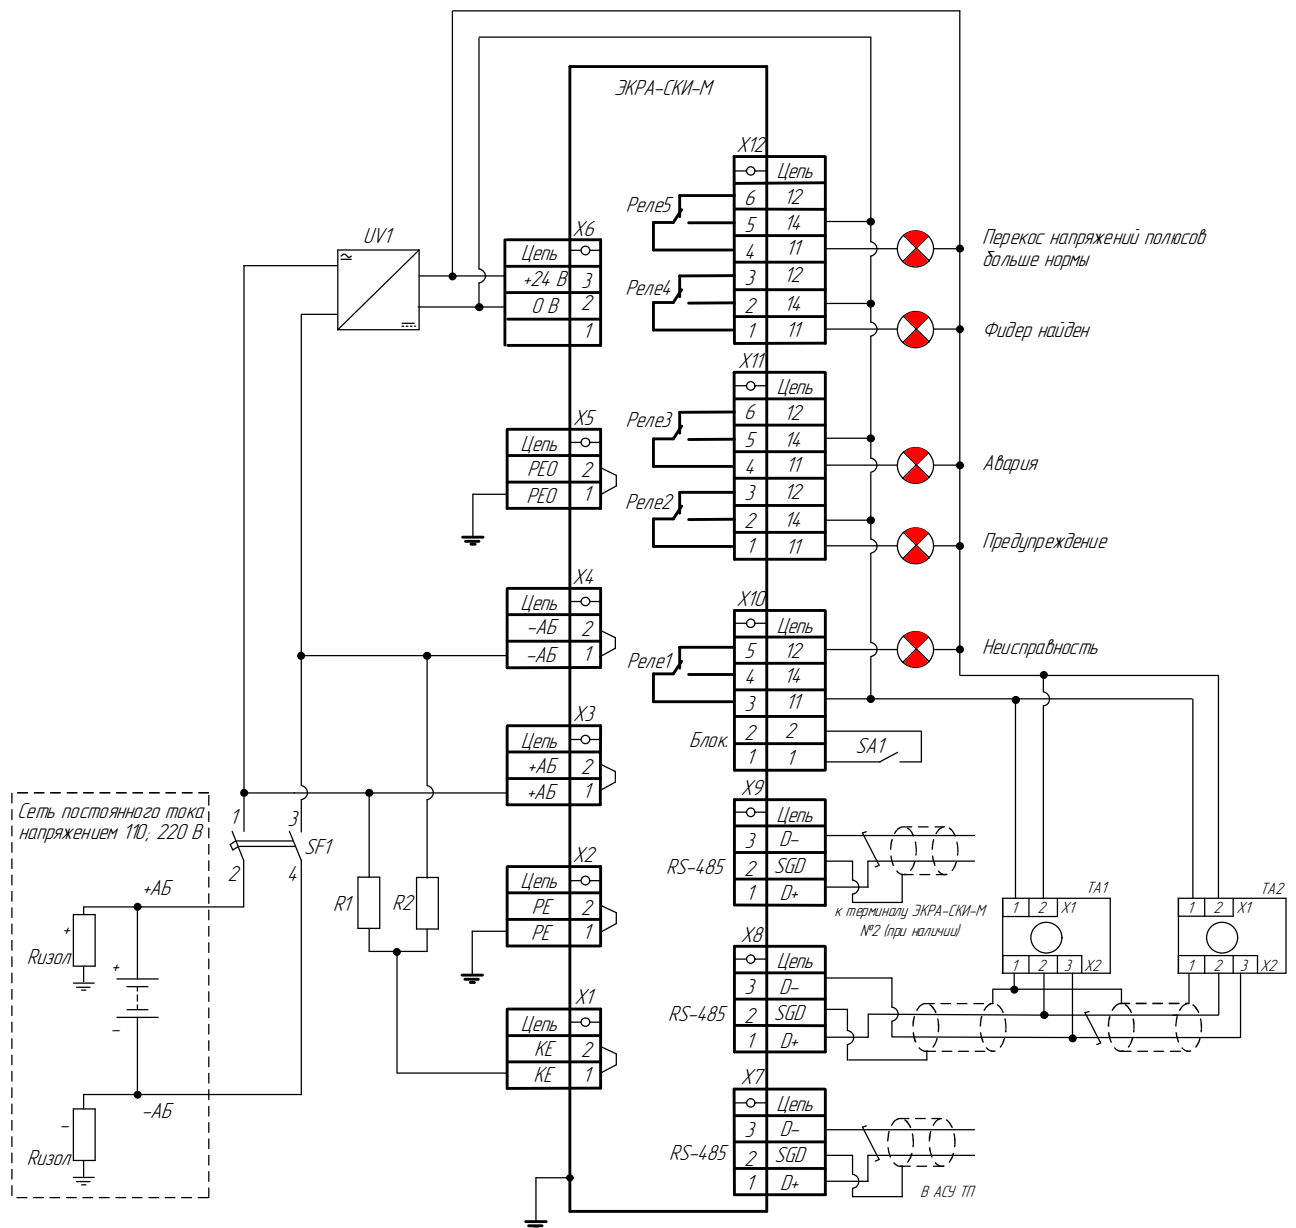 ЭКРА-СКИ-М
X12
Цепь
6 12
5 14
4 11
3 12
2 14
1 11
Реле5
Реле4
Перекос напряжений полюсов
больше нормы
Фидер найден
UV1
X6
Цепь
+24 В 3
0 В 2
1
X11
Цепь
6 12
5 14
4 11
3 12
2 14
1 11
Реле3
Реле2
Авария
Предупреждение
X5
Цепь
РЕО 2
РЕО 1
X4
Цепь
-АБ 2
-АБ 1
X10
Цепь
5 12
4 14
3 11
2 2
1 1
Реле1
Блок.
SA1
Неисправность
X3
Цепь
+АБ 2
+АБ 1
X9
Цепь
3 D-
2 SGD
1 D+
RS-485
к терминалу ЭКРА-СКИ-М
№2 (при наличии)
Сеть постоянного тока
напряжением 110; 220 В
1 3
SF1
2 4
+АБ
+
Rизол
+
-
-АБ
-
Rизол
R1
R2
X2
Цепь
РЕ 2
РЕ 1
X8
Цепь
3 D-
2 SGD
1 D+
RS-485
TA1
1 2 X1
1 2 3 X2
TA2
1 2 X1
1 2 3 X2
X1
Цепь
КЕ 2
КЕ 1
X7
Цепь
3 D-
2 SGD
1 D+
RS-485
В АСУ ТП